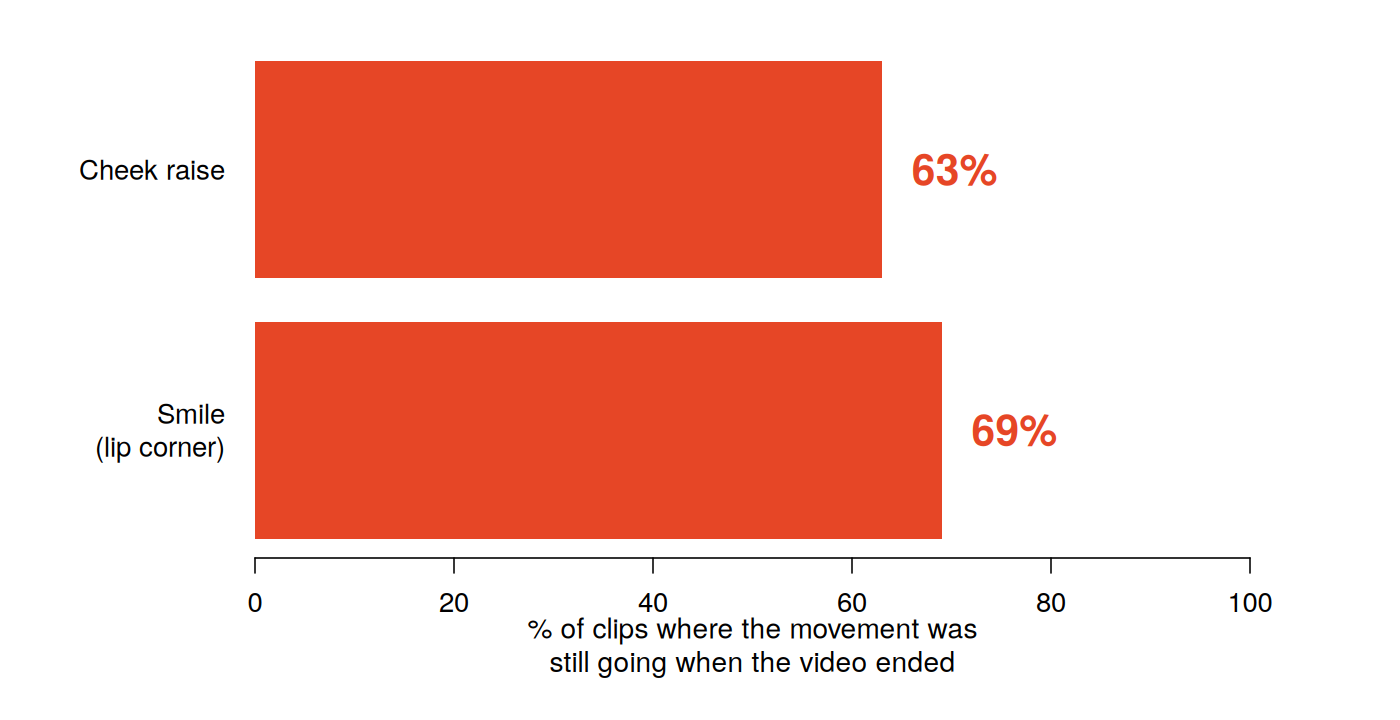 Cheek raise
63%
Smile
(lip corner)
69%
0 20 40 60 80 100
% of clips where the movement was
still going when the video ended